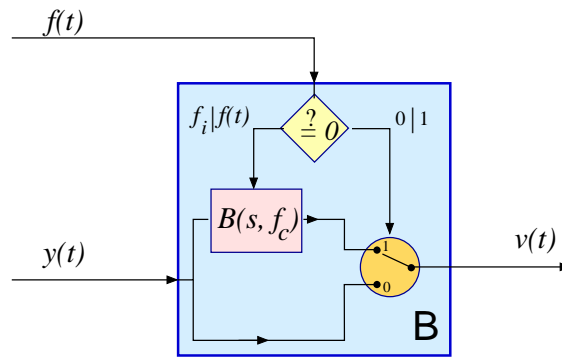 f(t)
f_i|f(t)
?
= 0
0|1
B(s, f_c)
1
y(t)
v(t)
0
B